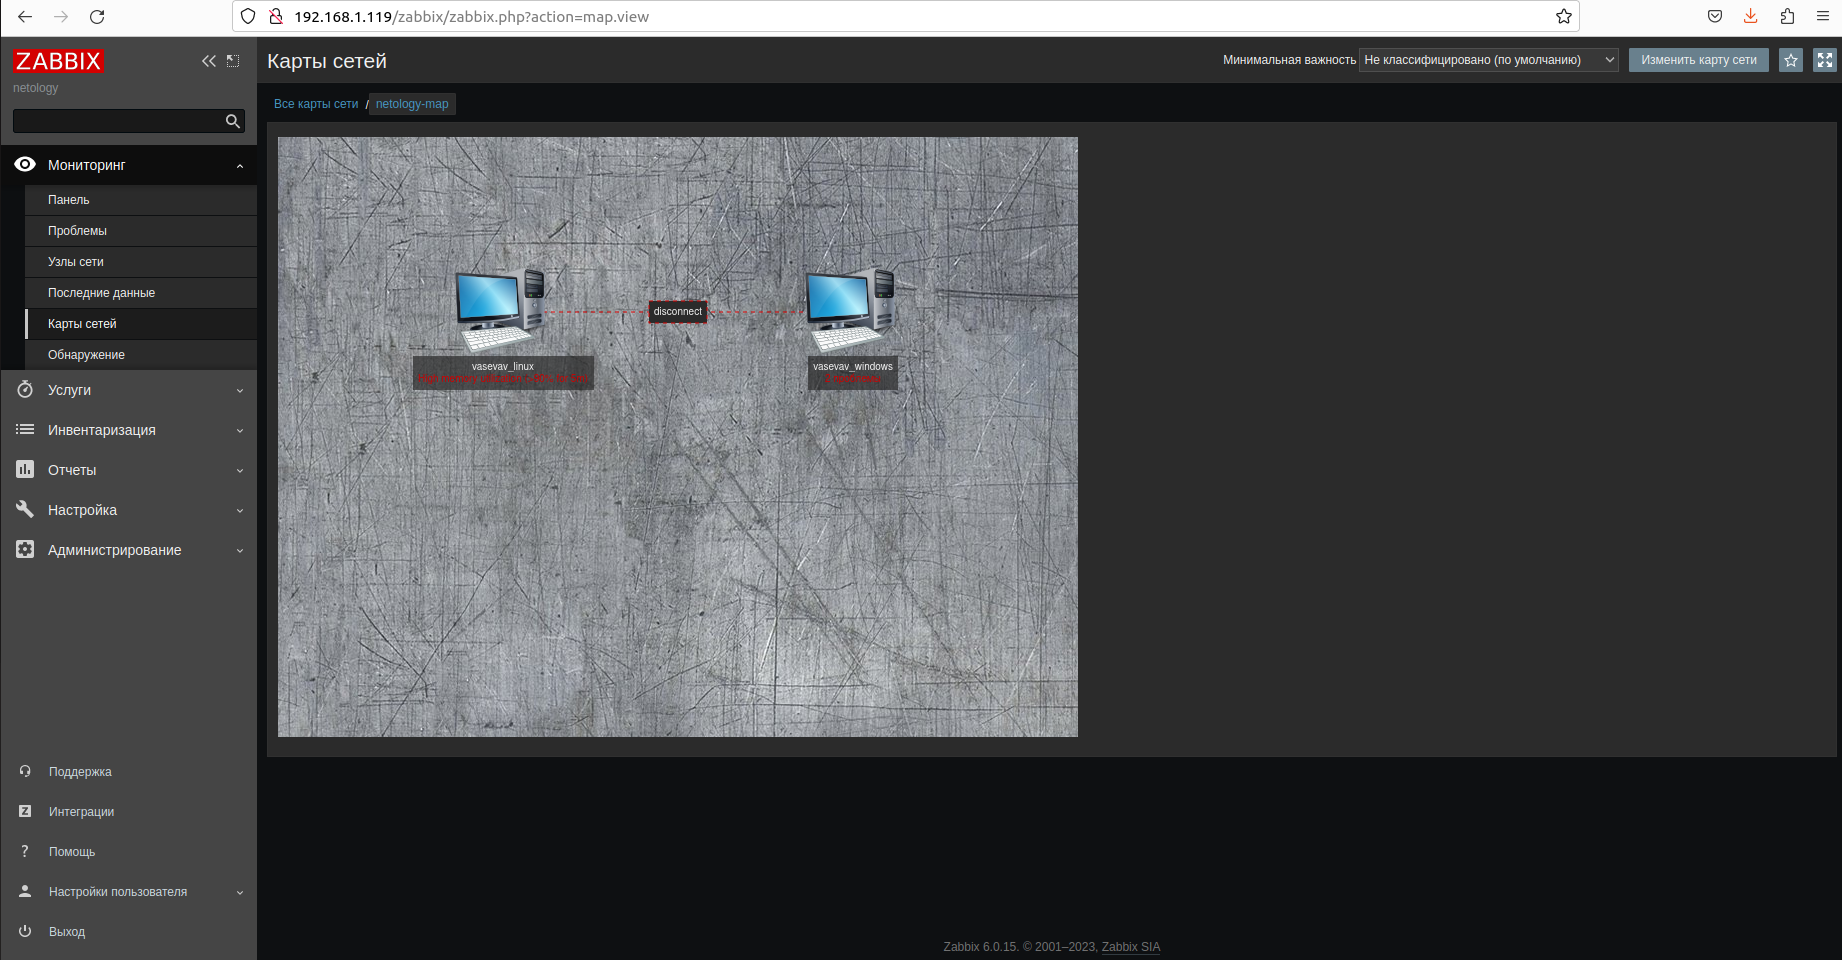 192.168.1.119/zabbix/zabbix.php?action=map.view
ZABBIX
netology
Мониторинг
Панель
Проблемы
Узлы сети
Последние данные
Карты сетей
Обнаружение
Услуги
Инвентаризация
Отчеты
Настройка
Администрирование
Поддержка
Интеграции
Помощь
Настройки пользователя
Выход
Карты сетей
Минимальная важность Не классифицировано (по умолчанию) Изменить карту сети
Все карты сети / netology-map
disconnect
vasevav_linux
vasevav_windows
Zabbix 6.0.15. © 2001–2023, Zabbix SIA